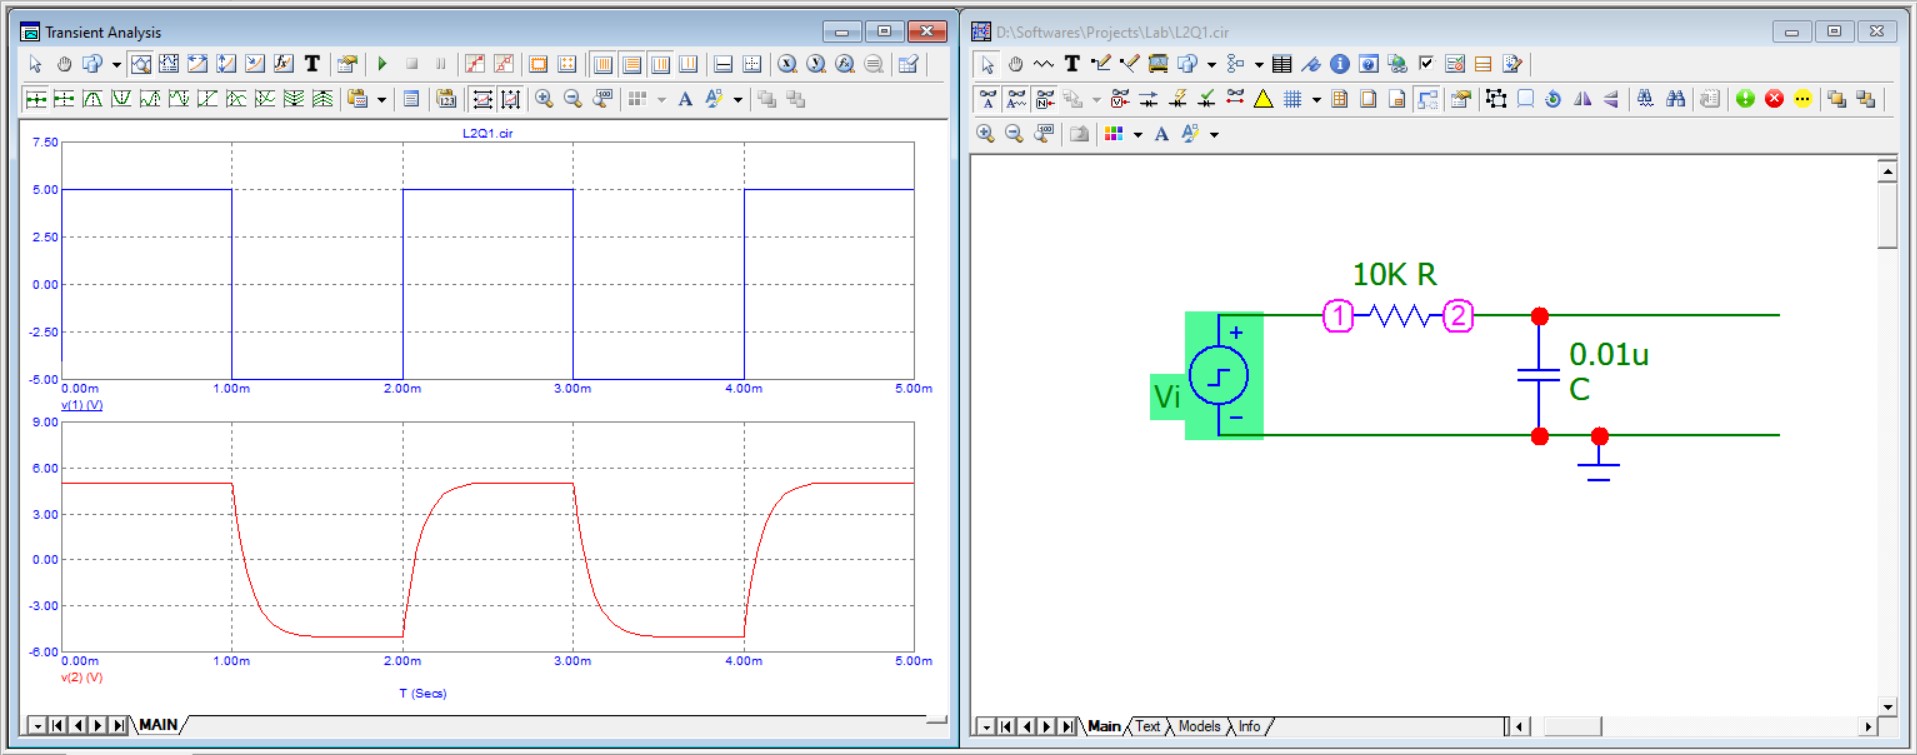 Transient Analysis
L2Q1.cir
7.50
5.00
2.50
0.00
-2.50
-5.00
0.00m 1.00m 2.00m 3.00m 4.00m 5.00m
v(1) (V)
9.00
6.00
3.00
0.00
-3.00
-6.00
0.00m 1.00m 2.00m 3.00m 4.00m 5.00m
v(2) (V)
T (Secs)
MAIN
D:\Softwares\Projects\Lab\L2Q1.cir
10K R
1 2
+
0.01u
C
Vi
−
Main Text Models Info